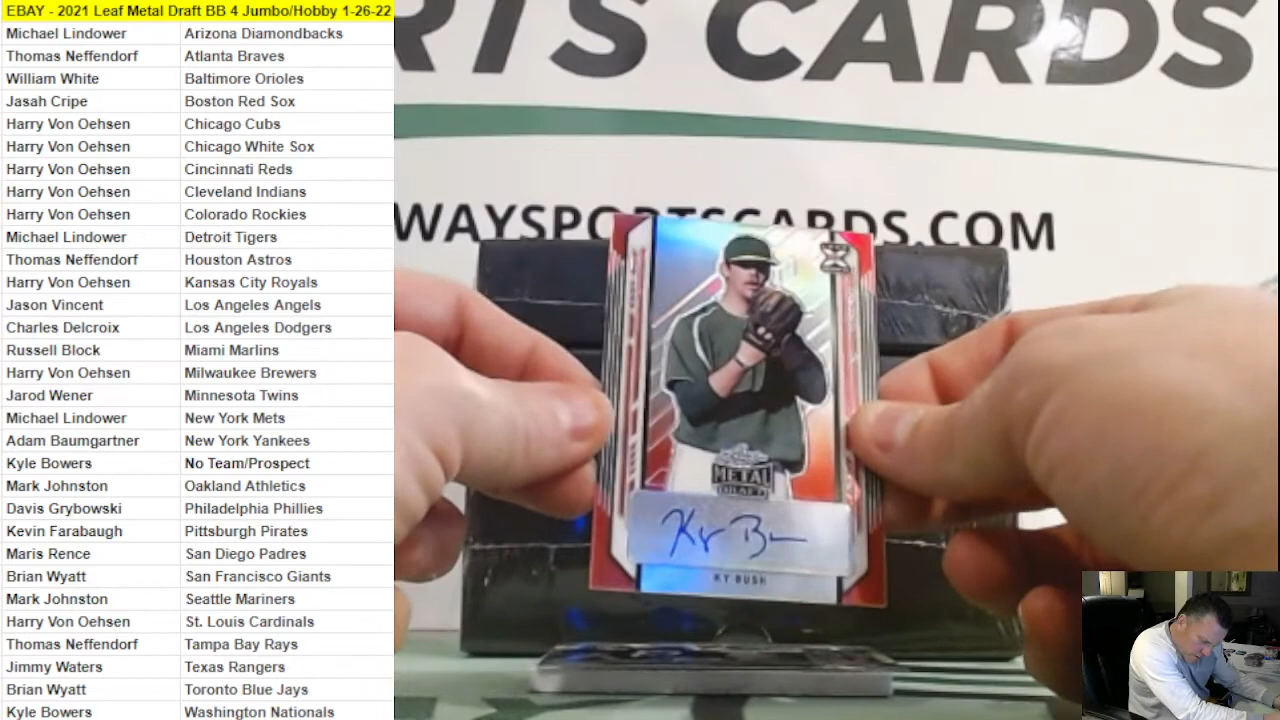 EBAY - 2021 Leaf Metal Draft BB 4 Jumbo/Hobby 1-26-22
Michael Lindower Arizona Diamondbacks
Thomas Neffendorf Atlanta Braves
William White Baltimore Orioles
Jasah Cripe Boston Red Sox
Harry Von Oehsen Chicago Cubs
Harry Von Oehsen Chicago White Sox
Harry Von Oehsen Cincinnati Reds
Harry Von Oehsen Cleveland Indians
Harry Von Oehsen Colorado Rockies
Michael Lindower Detroit Tigers
Thomas Neffendorf Houston Astros
Harry Von Oehsen Kansas City Royals
Jason Vincent Los Angeles Angels
Charles Delcroix Los Angeles Dodgers
Russell Block Miami Marlins
Harry Von Oehsen Milwaukee Brewers
Jarod Wener Minnesota Twins
Michael Lindower New York Mets
Adam Baumgartner New York Yankees
Kyle Bowers No Team/Prospect
Mark Johnston Oakland Athletics
Davis Grybowski Philadelphia Phillies
Kevin Farabaugh Pittsburgh Pirates
Maris Rence San Diego Padres
Brian Wyatt San Francisco Giants
Mark Johnston Seattle Mariners
Harry Von Oehsen St. Louis Cardinals
Thomas Neffendorf Tampa Bay Rays
Jimmy Waters Texas Rangers
Brian Wyatt Toronto Blue Jays
Kyle Bowers Washington Nationals
RTS CARDS
WAYSPORTSCARDS.COM
METAL
DRAFT
Ky Bu
KY BUSH